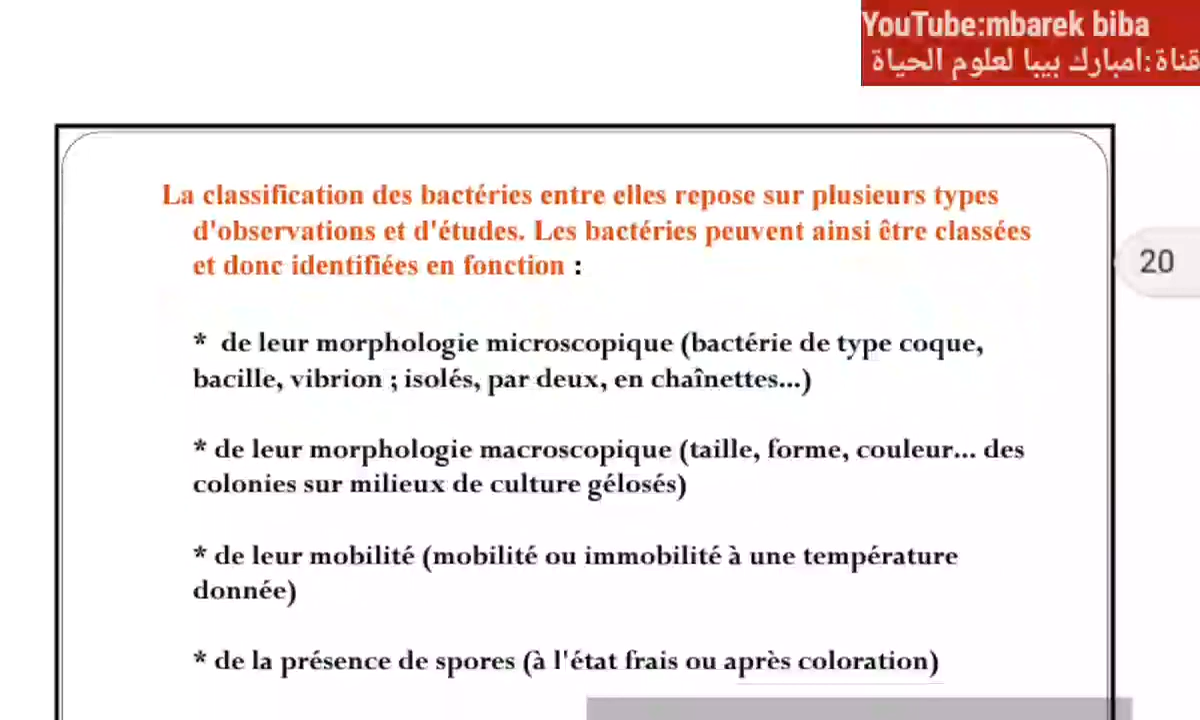 YouTube:mbarek biba
قناة:امبارك بيبا لعلوم الحياة
La classification des bactéries entre elles repose sur plusieurs types
d'observations et d'études. Les bactéries peuvent ainsi être classées
et donc identifiées en fonction :
20
* de leur morphologie microscopique (bactérie de type coque,
bacille, vibrion ; isolés, par deux, en chaînettes...)
* de leur morphologie macroscopique (taille, forme, couleur... des
colonies sur milieux de culture gélosés)
* de leur mobilité (mobilité ou immobilité à une température
donnée)
* de la présence de spores (à l'état frais ou après coloration)